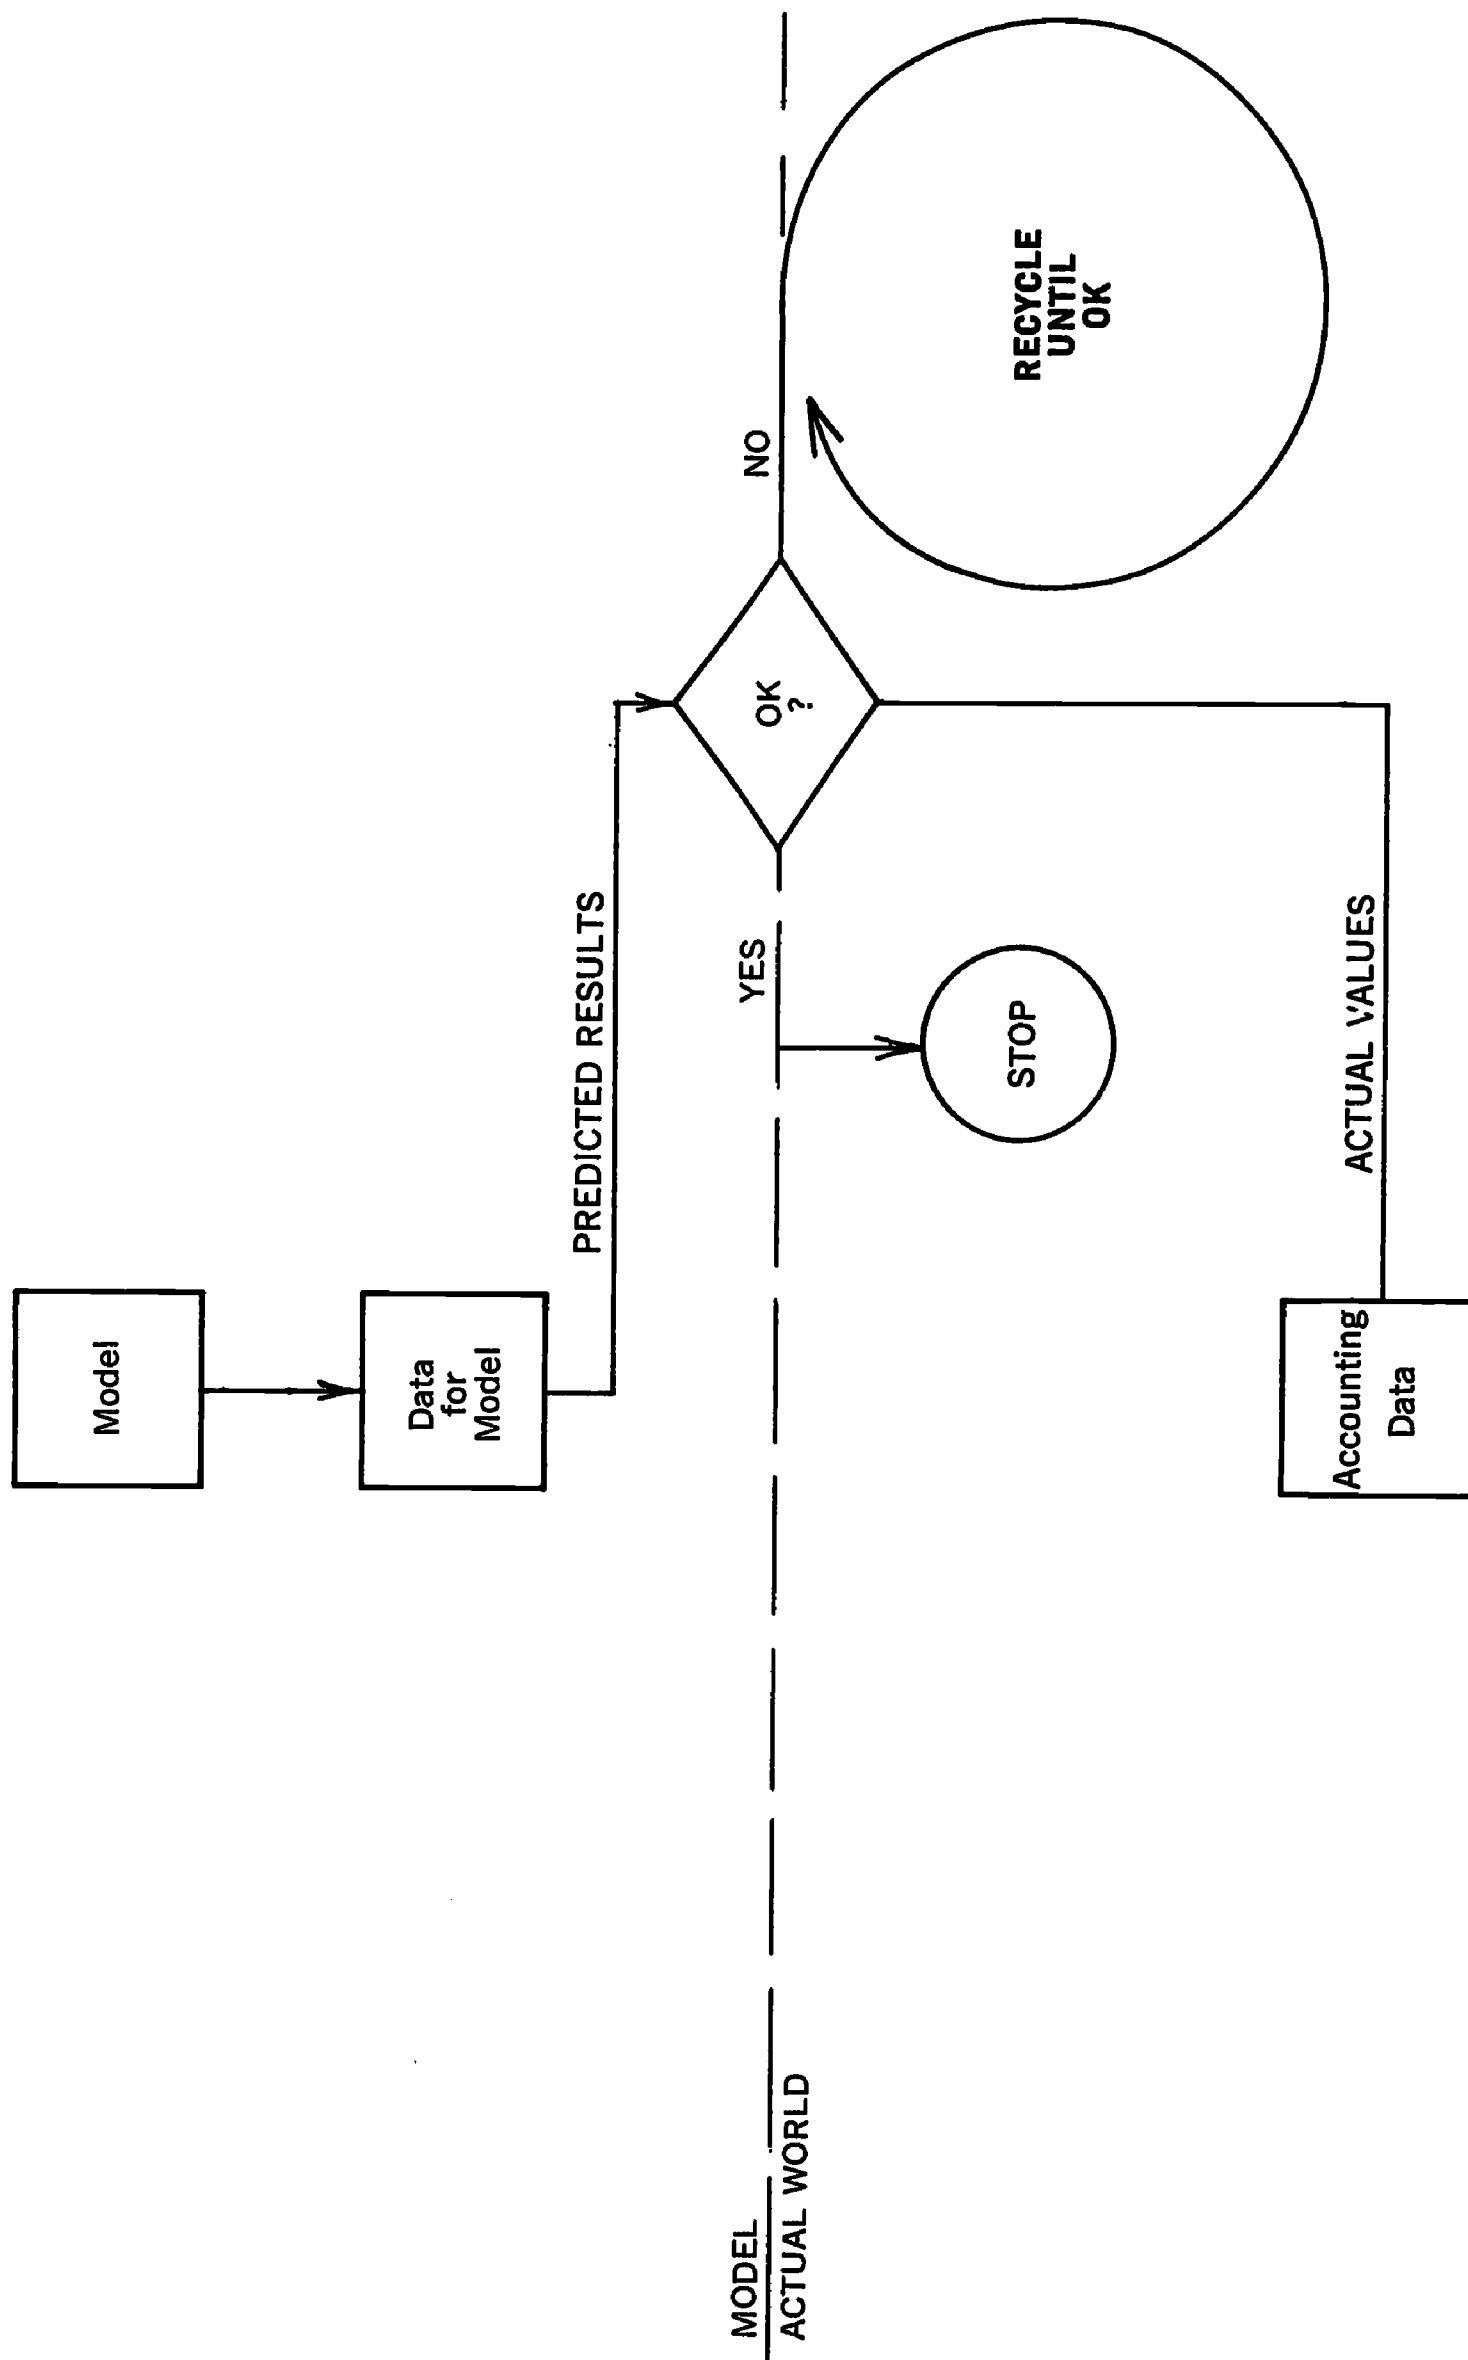 Model
Data
for
Model
PREDICTED RESULTS
MODEL
ACTUAL WORLD
YES
OK
?
NO
STOP
RECYCLE
UNTIL
OK
ACTUAL VALUES
Accounting
Data